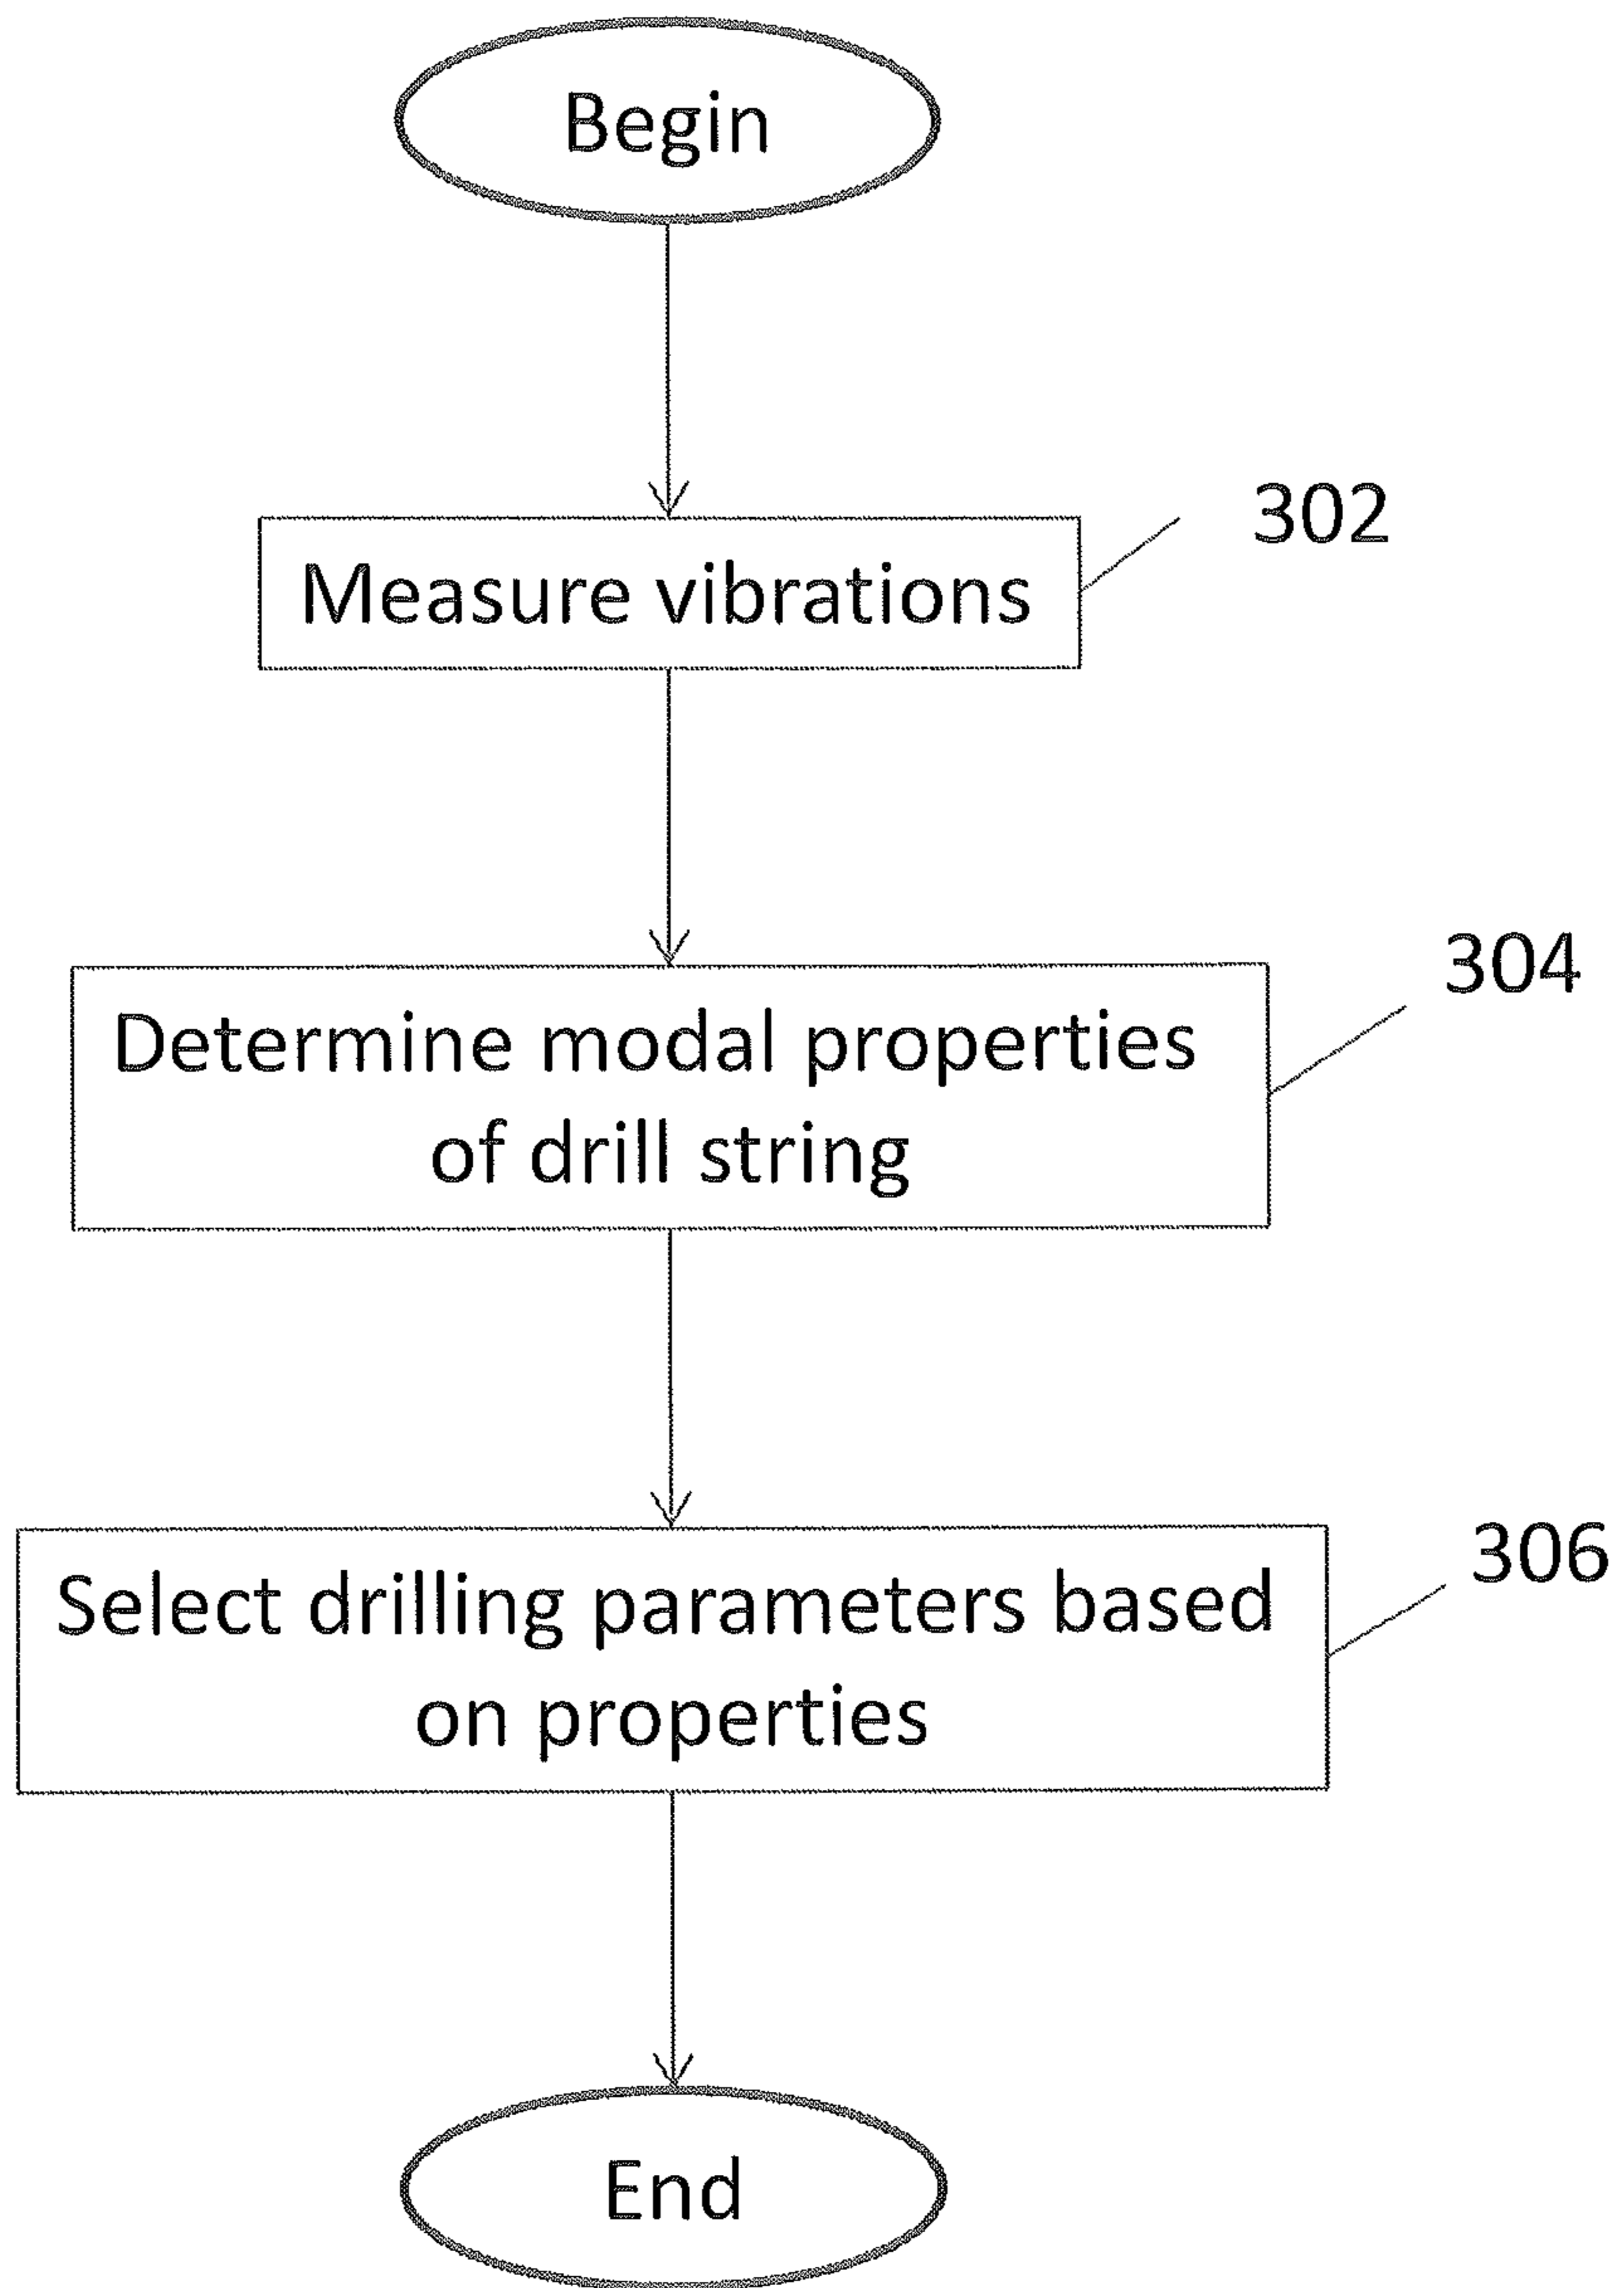 Begin
302
Measure vibrations
304
Determine modal properties
of drill string
306
Select drilling parameters based
on properties
End